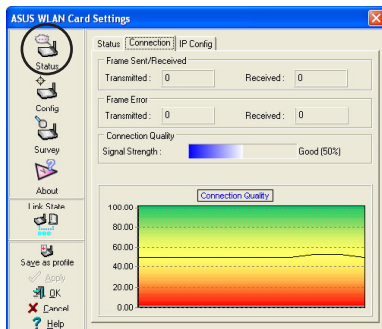 ASUS WLAN Card Settings
Status
Config
Survey
About
Link State
Save as profile
Apply
OK
Cancel
Help
Status Connection IP Config
Frame Sent/Received
Transmitted : 0 Received : 0
Frame Error
Transmitted : 0 Received : 0
Connection Quality
Signal Strength : Good (50%)
Connection Quality
100.00
80.00
60.00
40.00
20.00
0.00